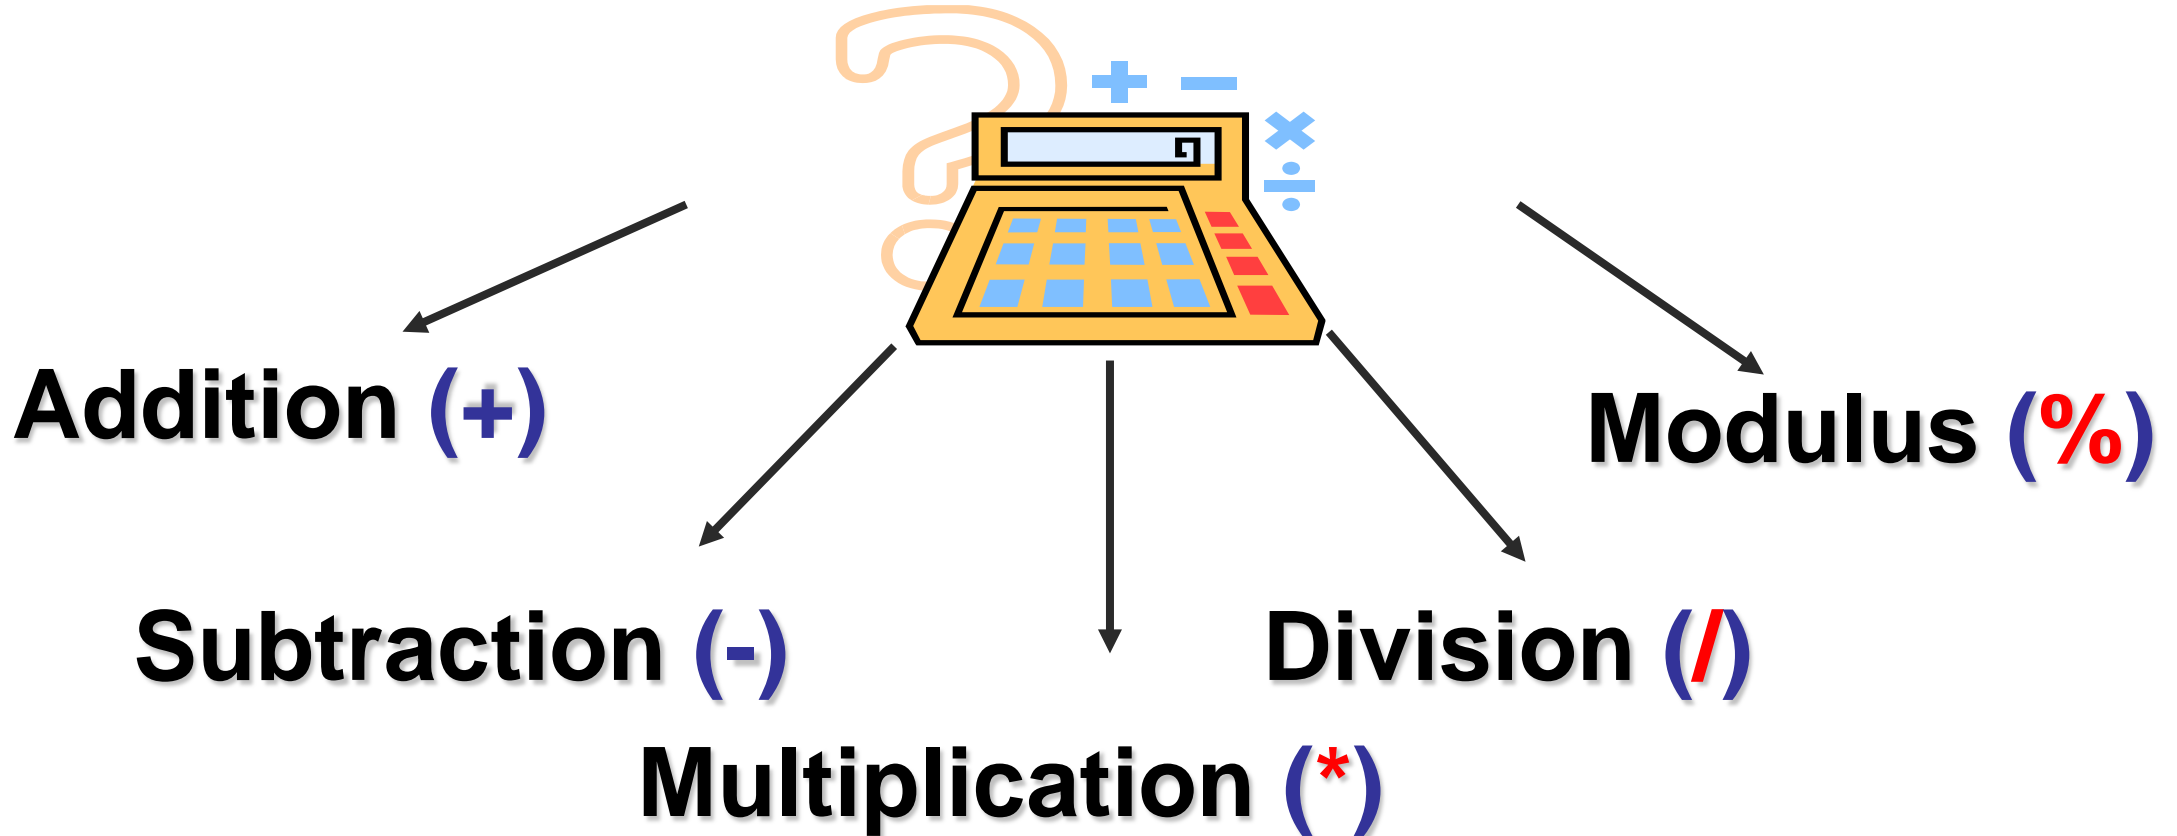 + −
×
÷
Addition (+)
Modulus (%)
Subtraction (-)
Division (/)
Multiplication (*)